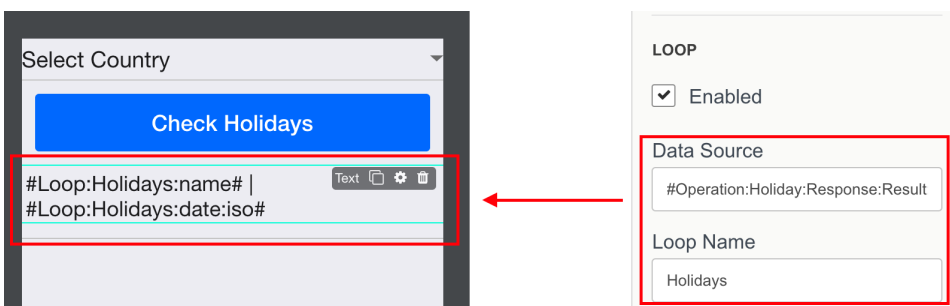 Select Country
Check Holidays
#Loop:Holidays:name# |
#Loop:Holidays:date:iso#
Text
LOOP
Enabled
Data Source
#Operation:Holiday:Response:Result
Loop Name
Holidays